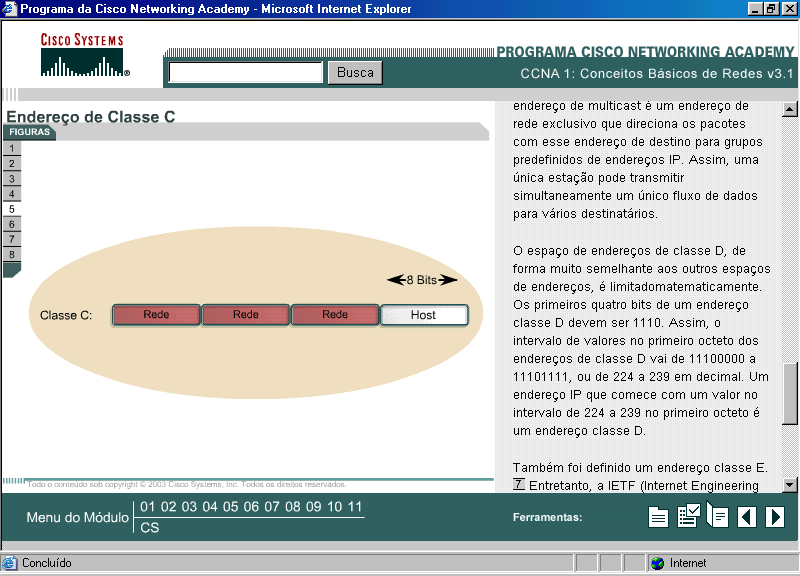 Programa da Cisco Networking Academy - Microsoft Internet Explorer
CISCO SYSTEMS
PROGRAMA CISCO NETWORKING ACADEMY
Busca
CCNA 1: Conceitos Básicos de Redes v3.1
Endereço de Classe C
FIGURAS
1
2
3
4
5
6
7
8
8 Bits
Classe C:
Rede
Rede
Rede
Host
Todo o conteúdo sob copyright © 2003 Cisco Systems, Inc. Todos os direitos reservados.
endereço de multicast é um endereço de
rede exclusivo que direciona os pacotes
com esse endereço de destino para grupos
predefinidos de endereços IP. Assim, uma
única estação pode transmitir
simultaneamente um único fluxo de dados
para vários destinatários.
O espaço de endereços de classe D, de
forma muito semelhante aos outros espaços
de endereços, é limitadomatematicamente.
Os primeiros quatro bits de um endereço
classe D devem ser 1110. Assim, o
intervalo de valores no primeiro octeto dos
endereços de classe D vai de 11100000 a
11101111, ou de 224 a 239 em decimal. Um
endereço IP que comece com um valor no
intervalo de 224 a 239 no primeiro octeto é
um endereço classe D.
Também foi definido um endereço classe E.
7 Entretanto, a IETF (Internet Engineering
Menu do Módulo
01 02 03 04 05 06 07 08 09 10 11
CS
Ferramentas:
Concluído
Internet